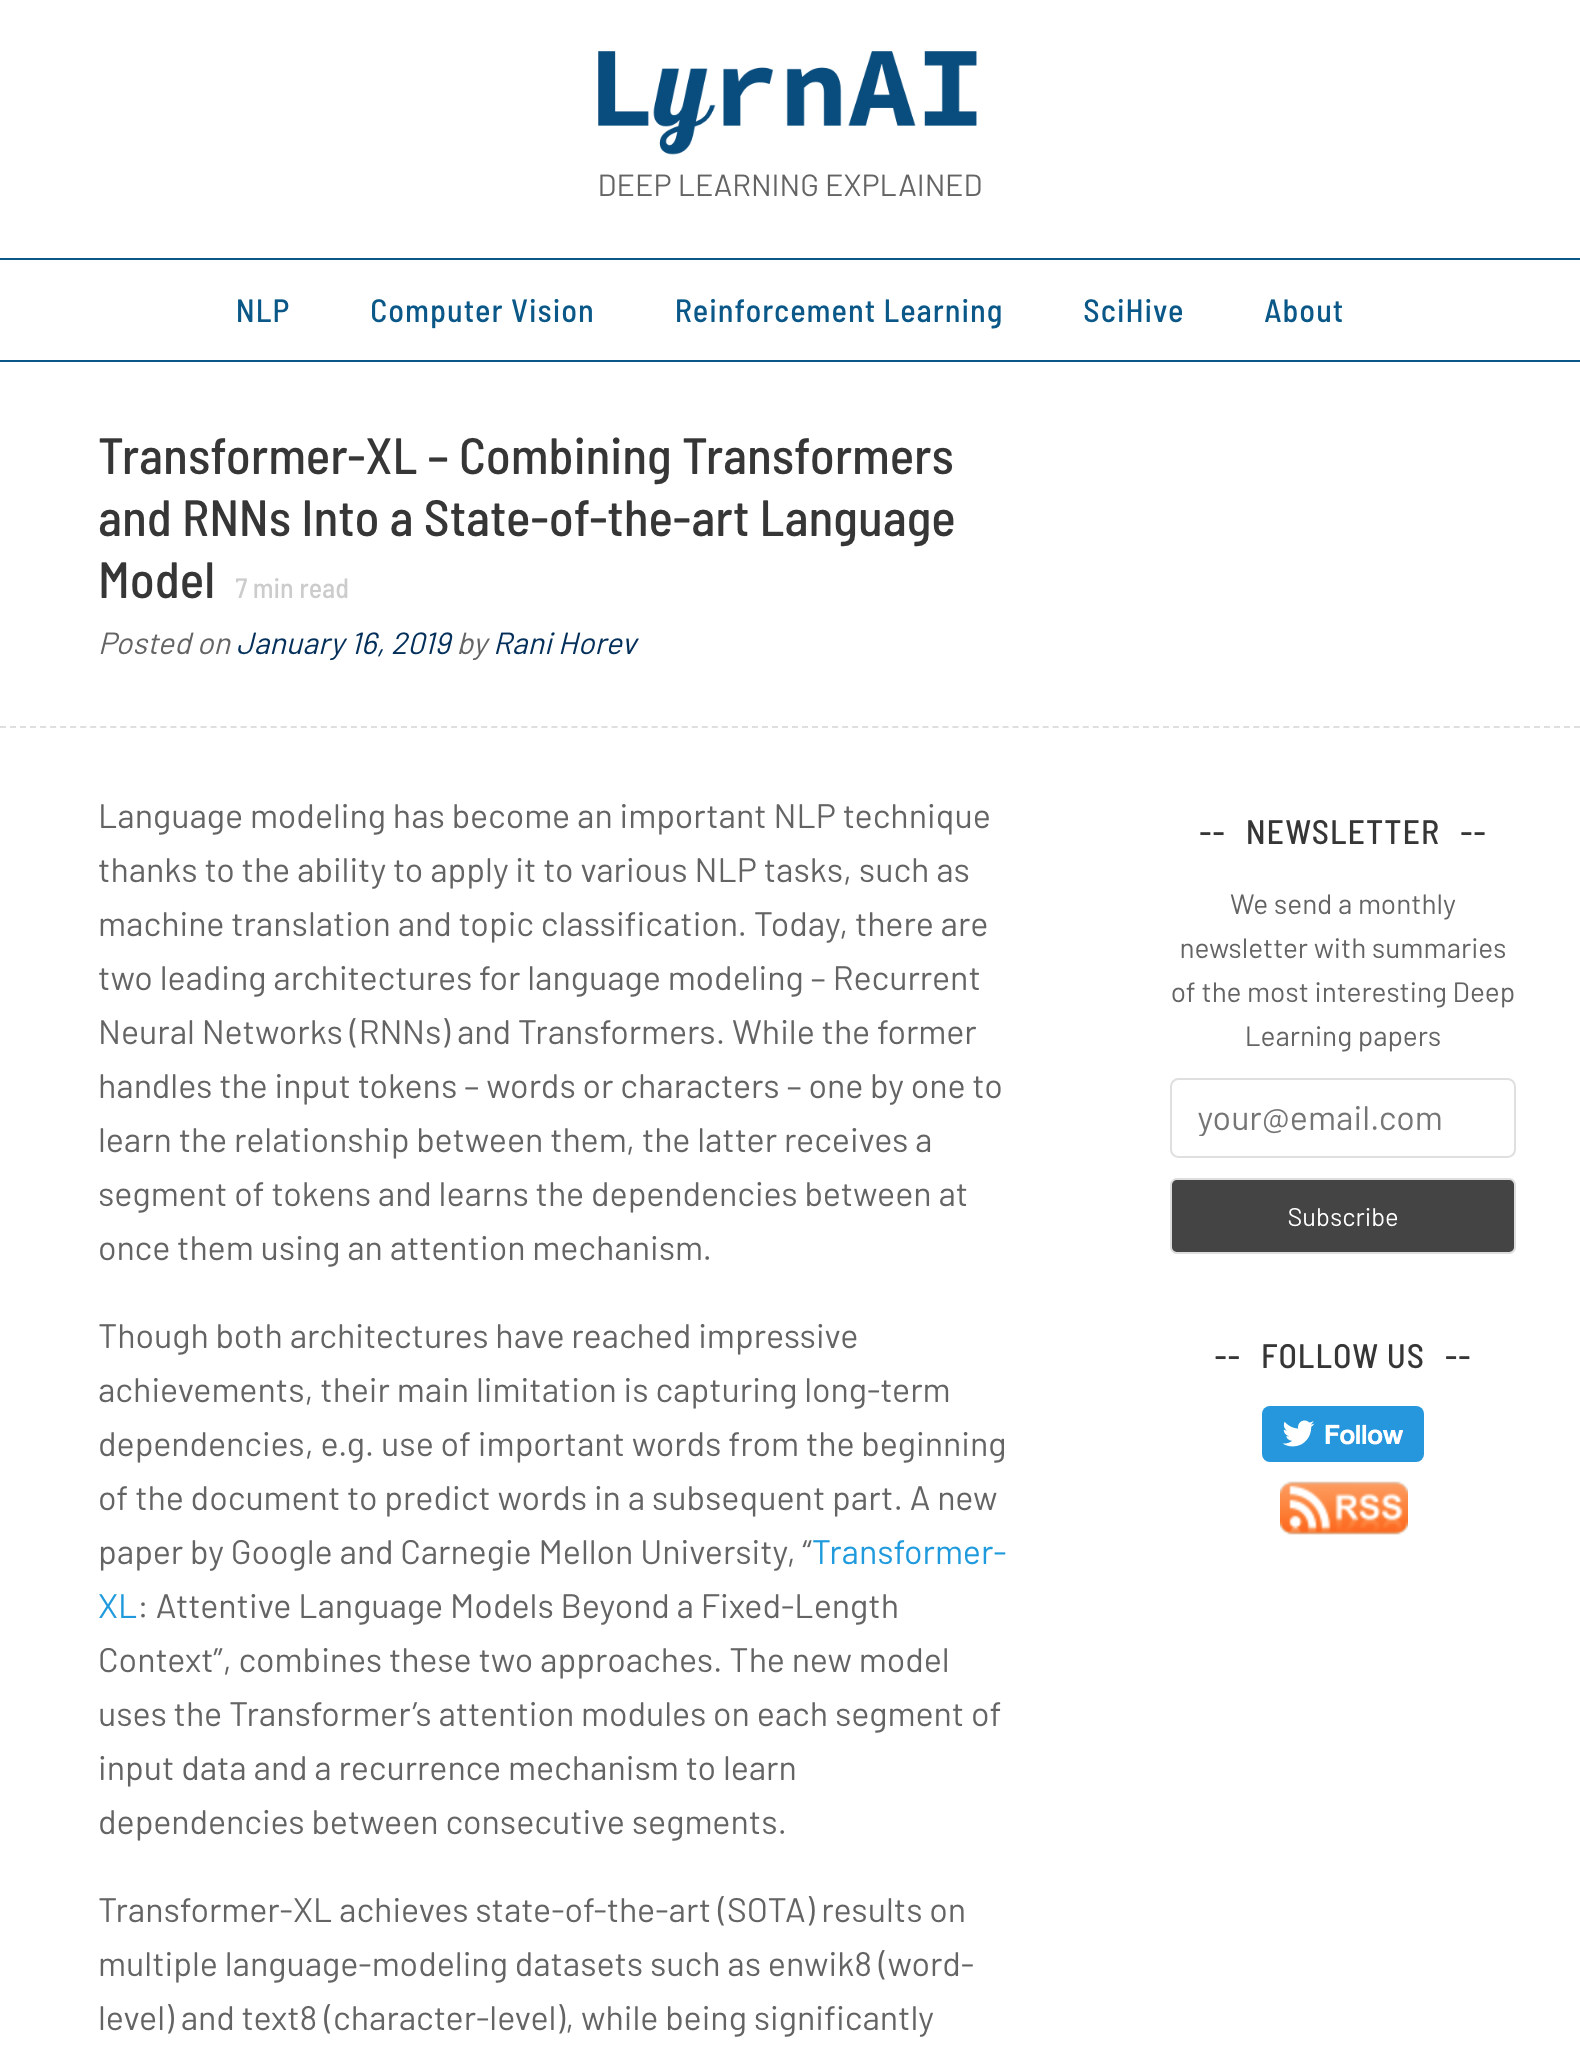 LyrnAI
DEEP LEARNING EXPLAINED
NLP
Computer Vision
Reinforcement Learning
SciHive
About
Transformer-XL – Combining Transformers
and RNNs Into a State-of-the-art Language
Model 7 min read
Posted on January 16, 2019 by Rani Horev
Language modeling has become an important NLP technique
thanks to the ability to apply it to various NLP tasks, such as
machine translation and topic classification. Today, there are
two leading architectures for language modeling – Recurrent
Neural Networks (RNNs) and Transformers. While the former
handles the input tokens – words or characters – one by one to
learn the relationship between them, the latter receives a
segment of tokens and learns the dependencies between at
once them using an attention mechanism.
Though both architectures have reached impressive
achievements, their main limitation is capturing long-term
dependencies, e.g. use of important words from the beginning
of the document to predict words in a subsequent part. A new
paper by Google and Carnegie Mellon University, “Transformer-
XL: Attentive Language Models Beyond a Fixed-Length
Context”, combines these two approaches. The new model
uses the Transformer’s attention modules on each segment of
input data and a recurrence mechanism to learn
dependencies between consecutive segments.
Transformer-XL achieves state-of-the-art (SOTA) results on
multiple language-modeling datasets such as enwik8 (word-
level) and text8 (character-level), while being significantly
-- NEWSLETTER --
We send a monthly
newsletter with summaries
of the most interesting Deep
Learning papers
your@email.com
Subscribe
-- FOLLOW US --
Follow
RSS